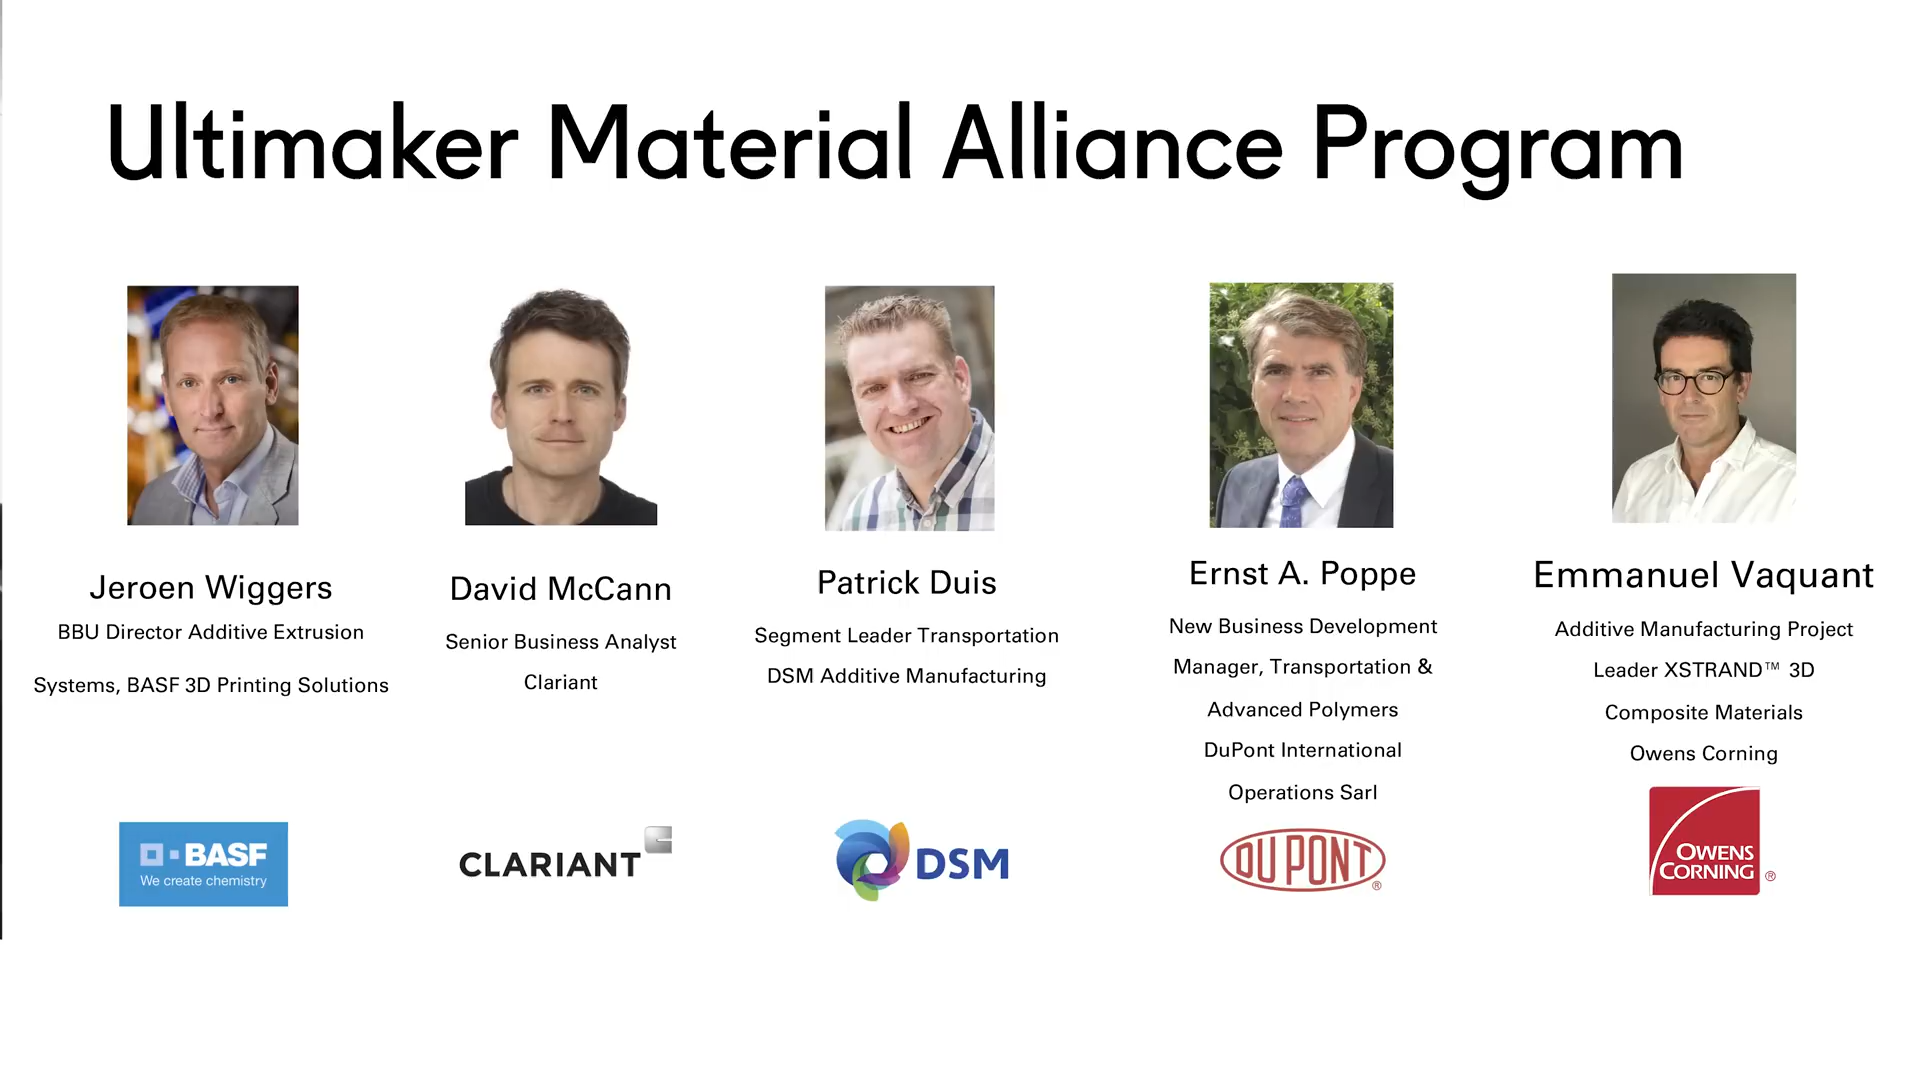 Ultimaker Material Alliance Program
Jeroen Wiggers
BBU Director Additive Extrusion
Systems, BASF 3D Printing Solutions
BASF
We create chemistry
David McCann
Senior Business Analyst
Clariant
CLARIANT
Patrick Duis
Segment Leader Transportation
DSM Additive Manufacturing
DSM
Ernst A. Poppe
New Business Development
Manager, Transportation &
Advanced Polymers
DuPont International
Operations Sarl
DUPONT®
Emmanuel Vaquant
Additive Manufacturing Project
Leader XSTRAND™ 3D
Composite Materials
Owens Corning
OWENS
CORNING®